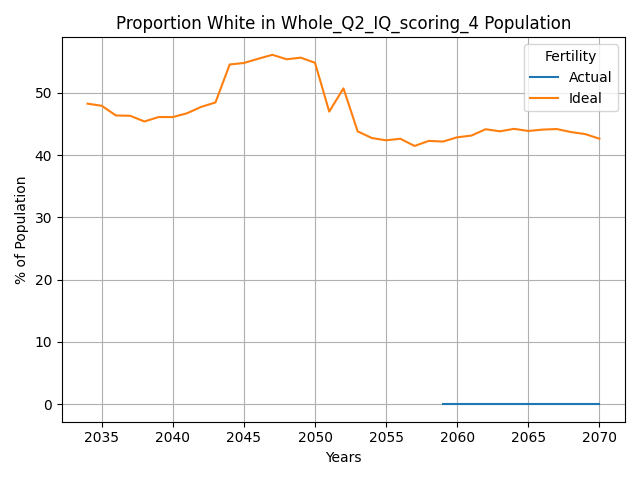 Proportion White in Whole_Q2_IQ_scoring_4 Population
Fertility
Actual
Ideal
% of Population
50
40
30
20
10
0
2035 2040 2045 2050 2055 2060 2065 2070
Years